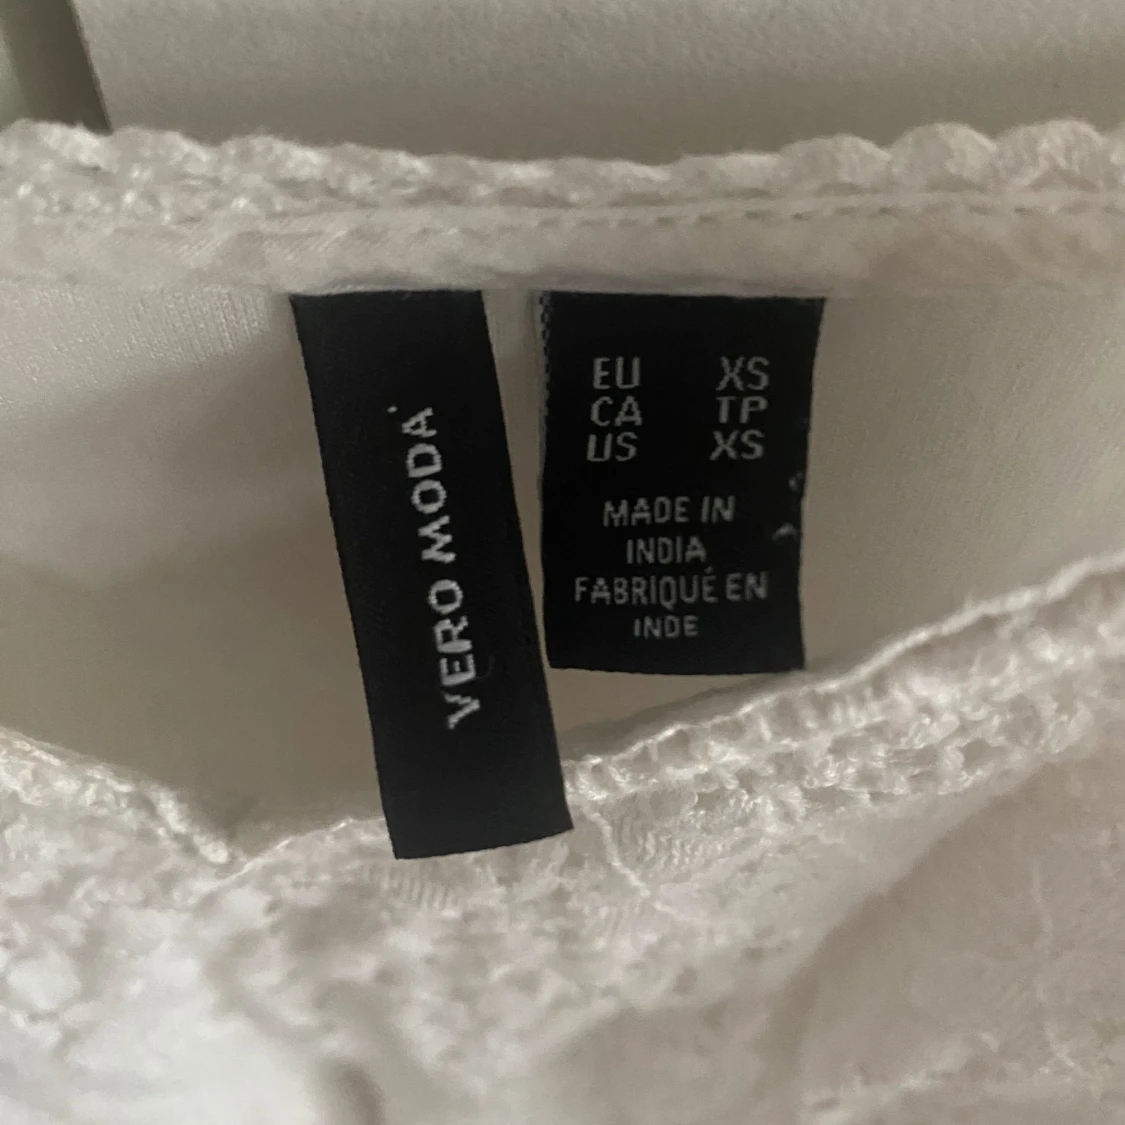 VERO MODA
EU XS
CA TP
US XS
MADE IN
INDIA
FABRIQUÉ EN
INDE